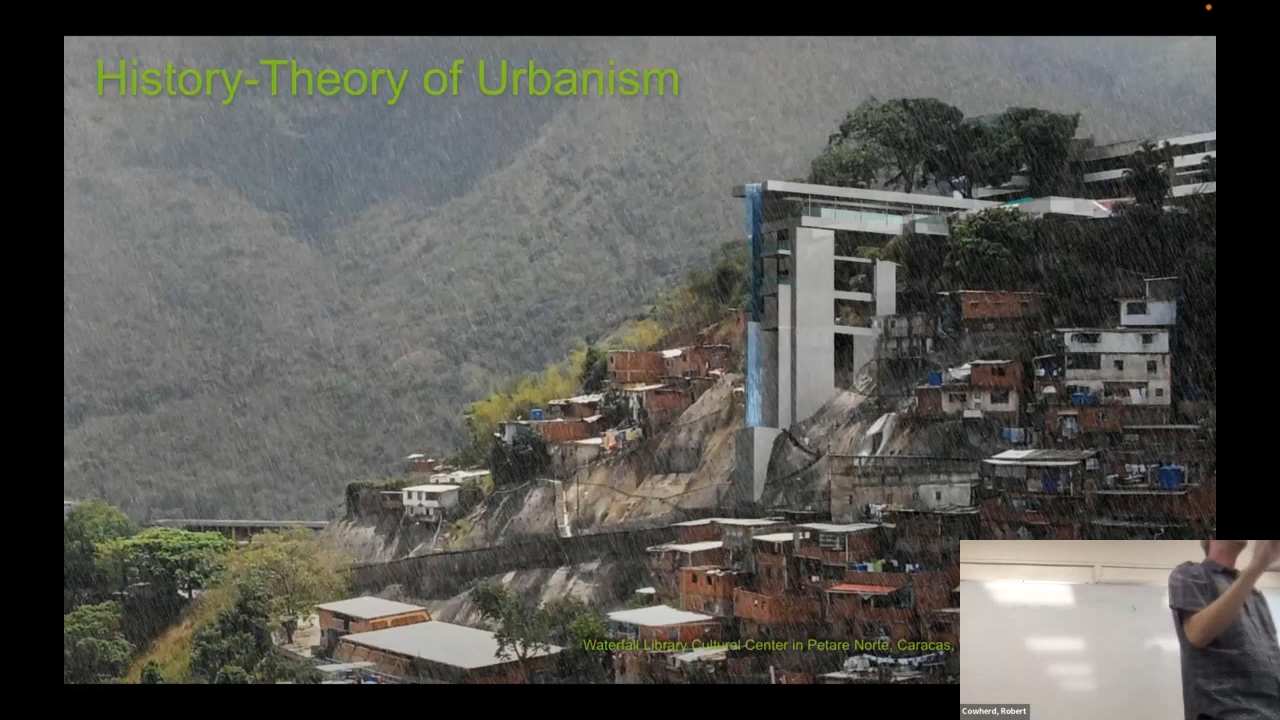 History-Theory of Urbanism
Waterfall Library Cultural Center in Petare Norte, Caracas,
Cowherd, Robert